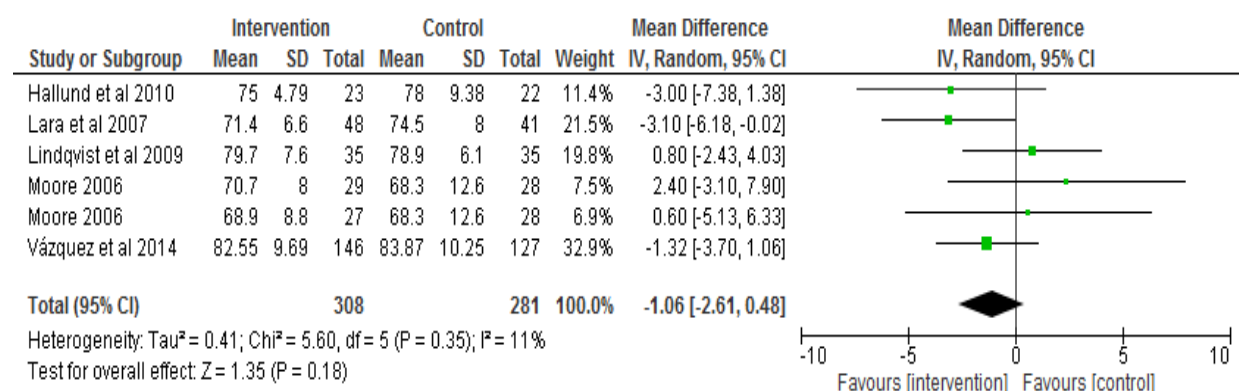 Intervention Control Mean Difference Mean Difference
Study or Subgroup Mean SD Total Mean SD Total Weight IV, Random, 95% CI IV, Random, 95% CI
Hallund et al 2010 75 4.79 23 78 9.38 22 11.4% -3.00 [-7.38, 1.38]
Lara et al 2007 71.4 6.6 48 74.5 8 41 21.5% -3.10 [-6.18, -0.02]
Lindqvist et al 2009 79.7 7.6 35 78.9 6.1 35 19.8% 0.80 [-2.43, 4.03]
Moore 2006 70.7 8 29 68.3 12.6 28 7.5% 2.40 [-3.10, 7.90]
Moore 2006 68.9 8.8 27 68.3 12.6 28 6.9% 0.60 [-5.13, 6.33]
Vázquez et al 2014 82.55 9.69 146 83.87 10.25 127 32.9% -1.32 [-3.70, 1.06]
Total (95% CI) 308 281 100.0% -1.06 [-2.61, 0.48]
Heterogeneity: Tau² = 0.41; Chi² = 5.60, df = 5 (P = 0.35); I² = 11%
Test for overall effect: Z = 1.35 (P = 0.18)
-10 -5 0 5 10
Favours [intervention] Favours [control]